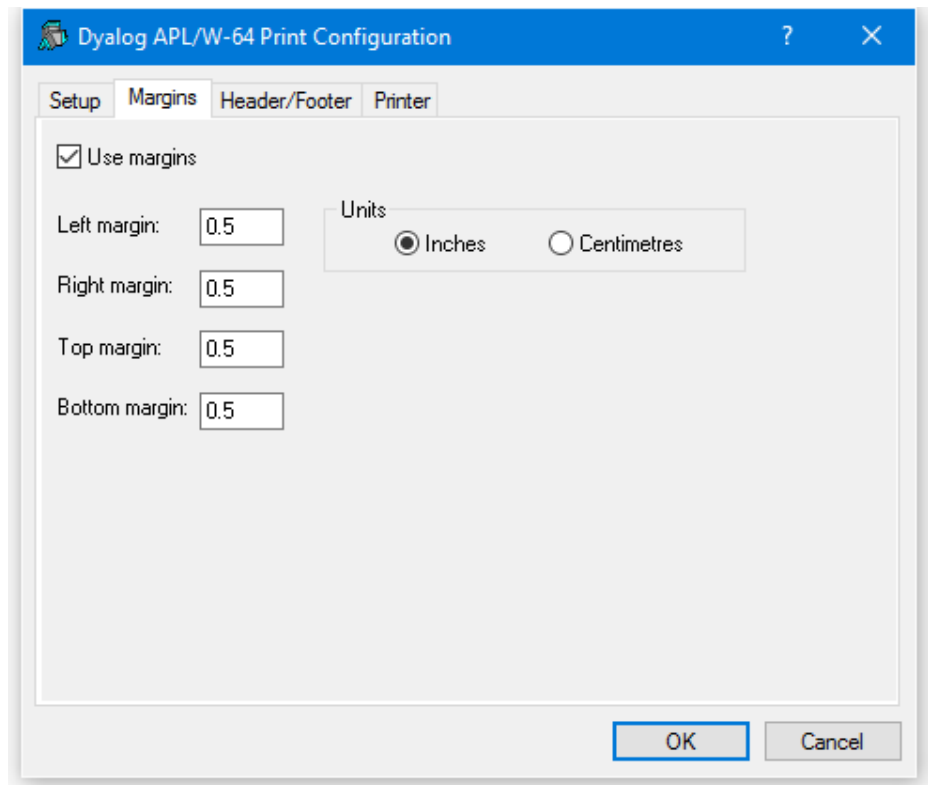 Dyalog APL/W-64 Print Configuration ?
Setup Margins Header/Footer Printer
Use margins
Units
Left margin: 0.5 Inches Centimetres
Right margin: 0.5
Top margin: 0.5
Bottom margin: 0.5
OK Cancel